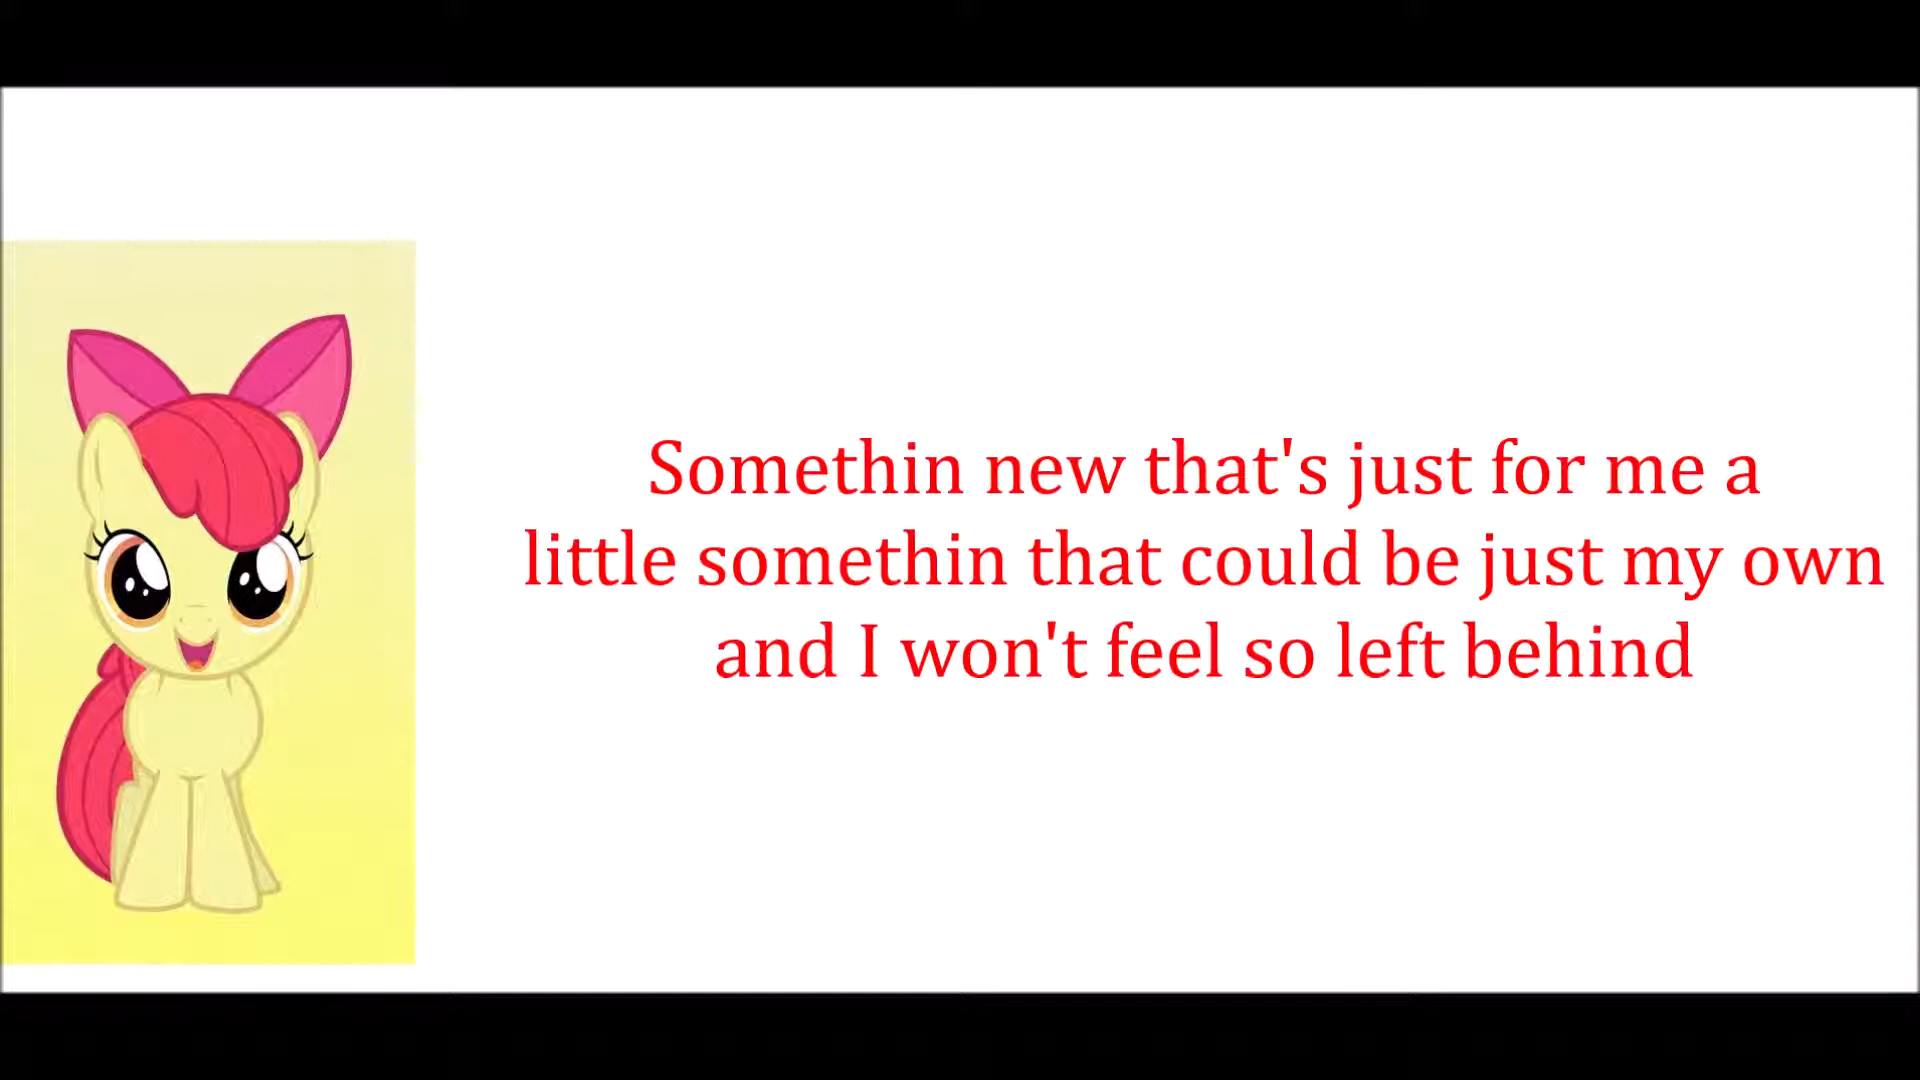 Somethin new that's just for me a
little somethin that could be just my own
and I won't feel so left behind